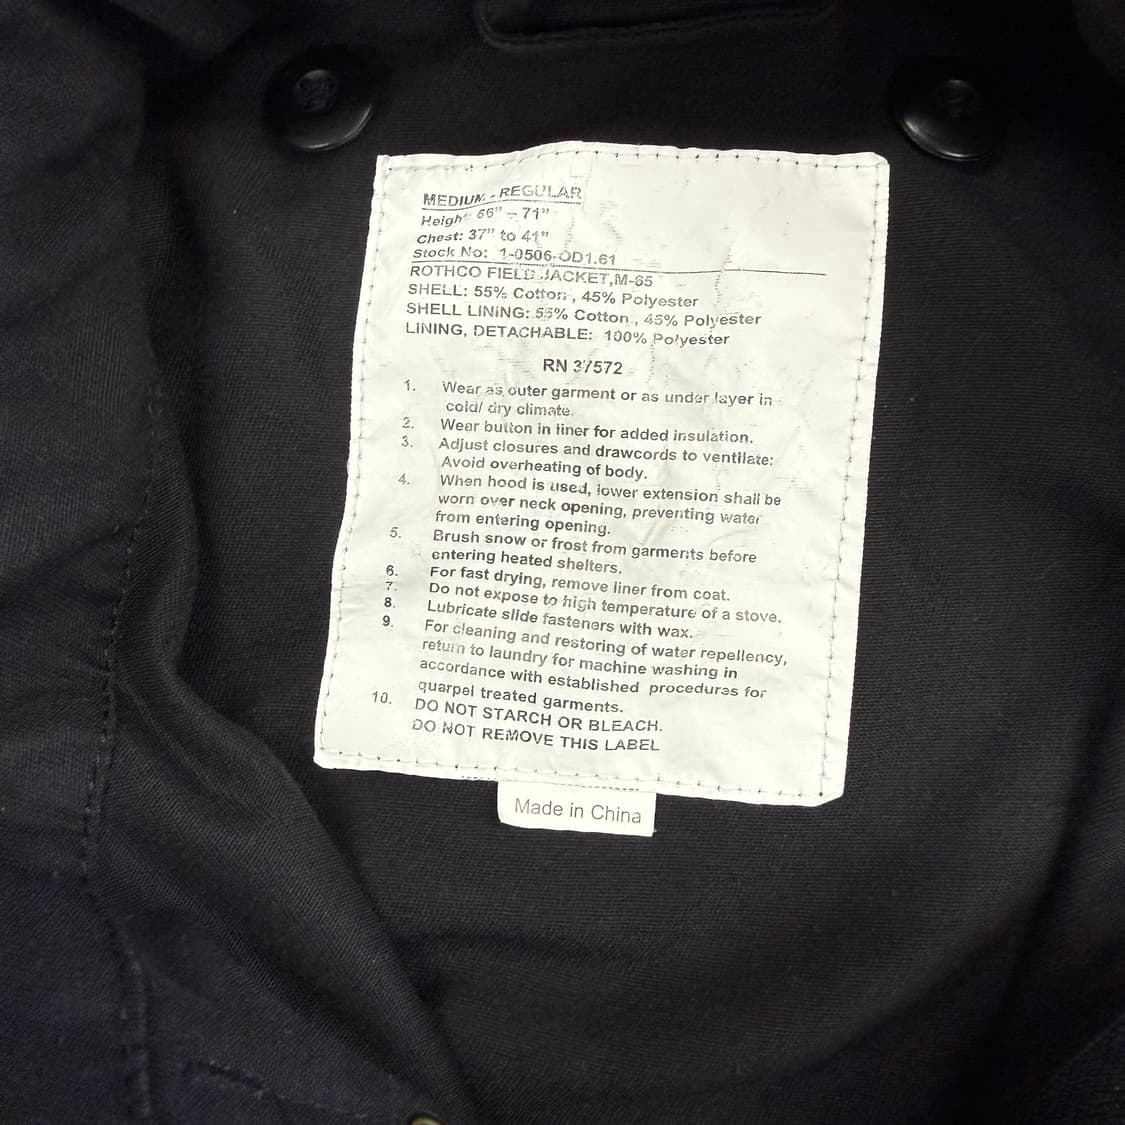 MEDIUM - REGULAR
Height 66" - 71"
Chest: 37" to 41"
Stock No: 1-0506-OD1.61
ROTHCO FIELD JACKET,M-65
SHELL: 55% Cotton , 45% Polyester
SHELL LINING: 55% Cotton , 45% Polyester
LINING, DETACHABLE: 100% Polyester
RN 37572
1. Wear as outer garment or as under layer in
cold/ dry climate.
2. Wear button in liner for added insulation.
3. Adjust closures and drawcords to ventilate:
Avoid overheating of body.
4. When hood is used, lower extension shall be
worn over neck opening, preventing water
from entering opening.
5. Brush snow or frost from garments before
entering heated shelters.
6. For fast drying, remove liner from coat.
7. Do not expose to high temperature of a stove.
8. Lubricate slide fasteners with wax.
9. For cleaning and restoring of water repellency,
return to laundry for machine washing in
accordance with established procedures for
quarpel treated garments.
10. DO NOT STARCH OR BLEACH.
DO NOT REMOVE THIS LABEL
Made in China